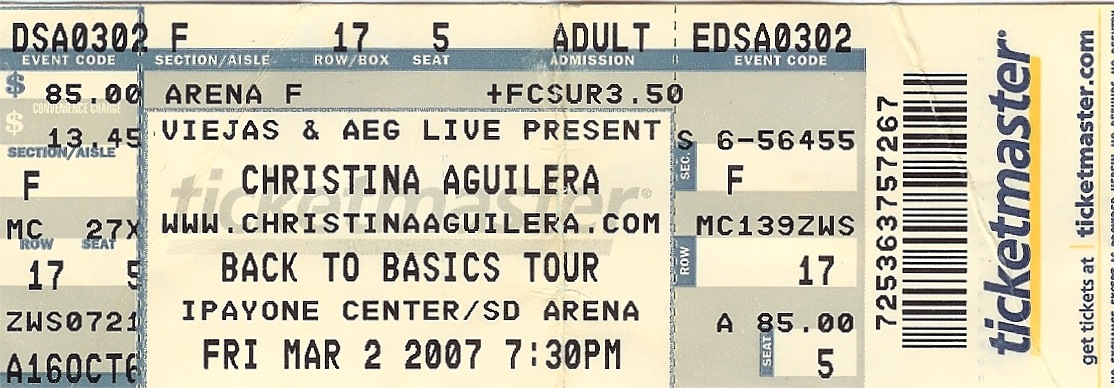 DSA0302 F 17 5 ADULT EDSA0302
EVENT CODE SECTION/AISLE ROW/BOX SEAT ADMISSION EVENT CODE
$ 85.00 ARENA F +FCSUR3.50
CONVENIENCE CHARGE
$ 13.45
VIEJAS & AEG LIVE PRESENT
S 6-56455
SECTION/AISLE
F
CHRISTINA AGUILERA
SEC. F
ticketmaster®
MC 27X
WWW.CHRISTINAAGUILERA.COM
MC139ZWS
ROW SEAT
17 5
BACK TO BASICS TOUR
ROW 17
ZWS0721
IPAYONE CENTER/SD ARENA
A 85.00
A16OCT6
FRI MAR 2 2007 7:30PM
SEAT 5
725363757267
ticketmaster®
get tickets at | ticketmaster.com